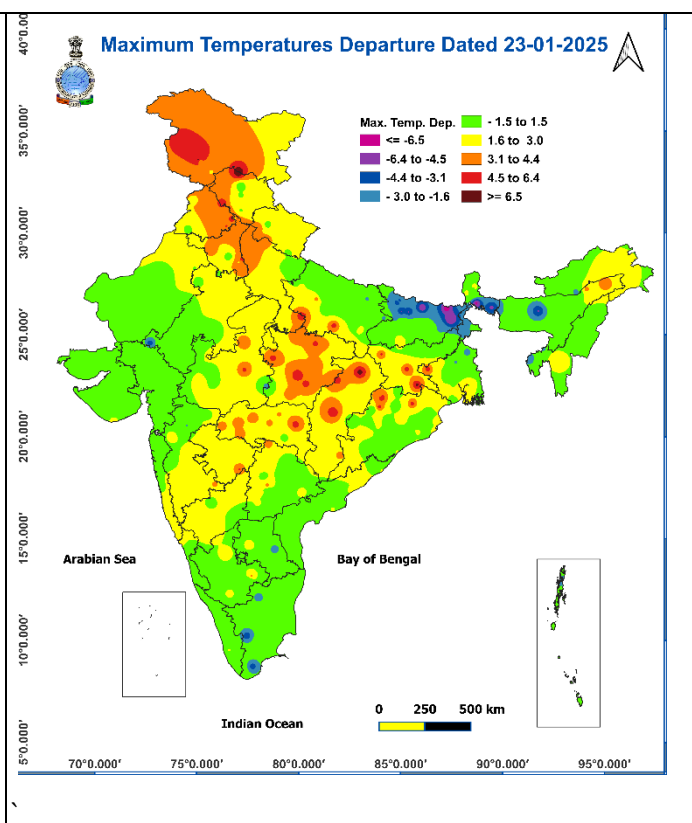 Maximum Temperatures Departure Dated 23-01-2025
Max. Temp. Dep.
<= -6.5
-6.4 to -4.5
-4.4 to -3.1
- 3.0 to -1.6
- 1.5 to 1.5
1.6 to 3.0
3.1 to 4.4
4.5 to 6.4
>= 6.5
40°0.000'
35°0.000'
30°0.000'
25°0.000'
20°0.000'
15°0.000'
10°0.000'
5°0.000'
Arabian Sea
Bay of Bengal
Indian Ocean
0 250 500 km
70°0.000' 75°0.000' 80°0.000' 85°0.000' 90°0.000' 95°0.000'
`